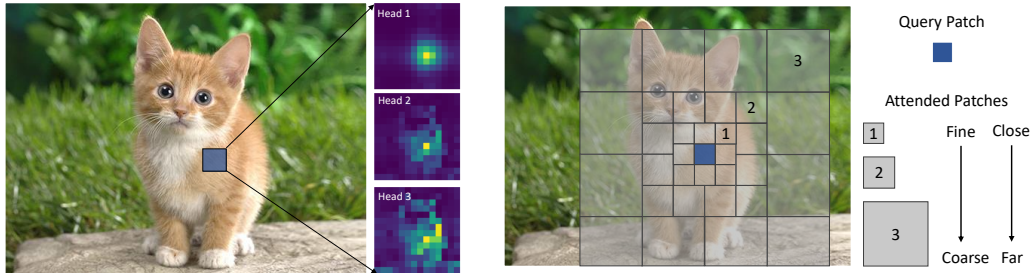 Head 1
Head 2
Head 3
3
2
1
Query Patch
Attended Patches
1
2
3
Fine Close
Coarse Far